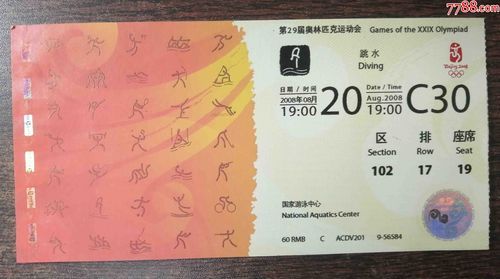 7788.com
第29届奥林匹克运动会 Games of the XXIX Olympiad
跳水
Diving
Beijing 2008
日期 / 时间 Date / Time
2008年08月 20 Aug.2008 C30
19:00 19:00
区 排 座席
Section Row Seat
102 17 19
国家游泳中心
National Aquatics Center
60 RMB C ACDV201 9-56584